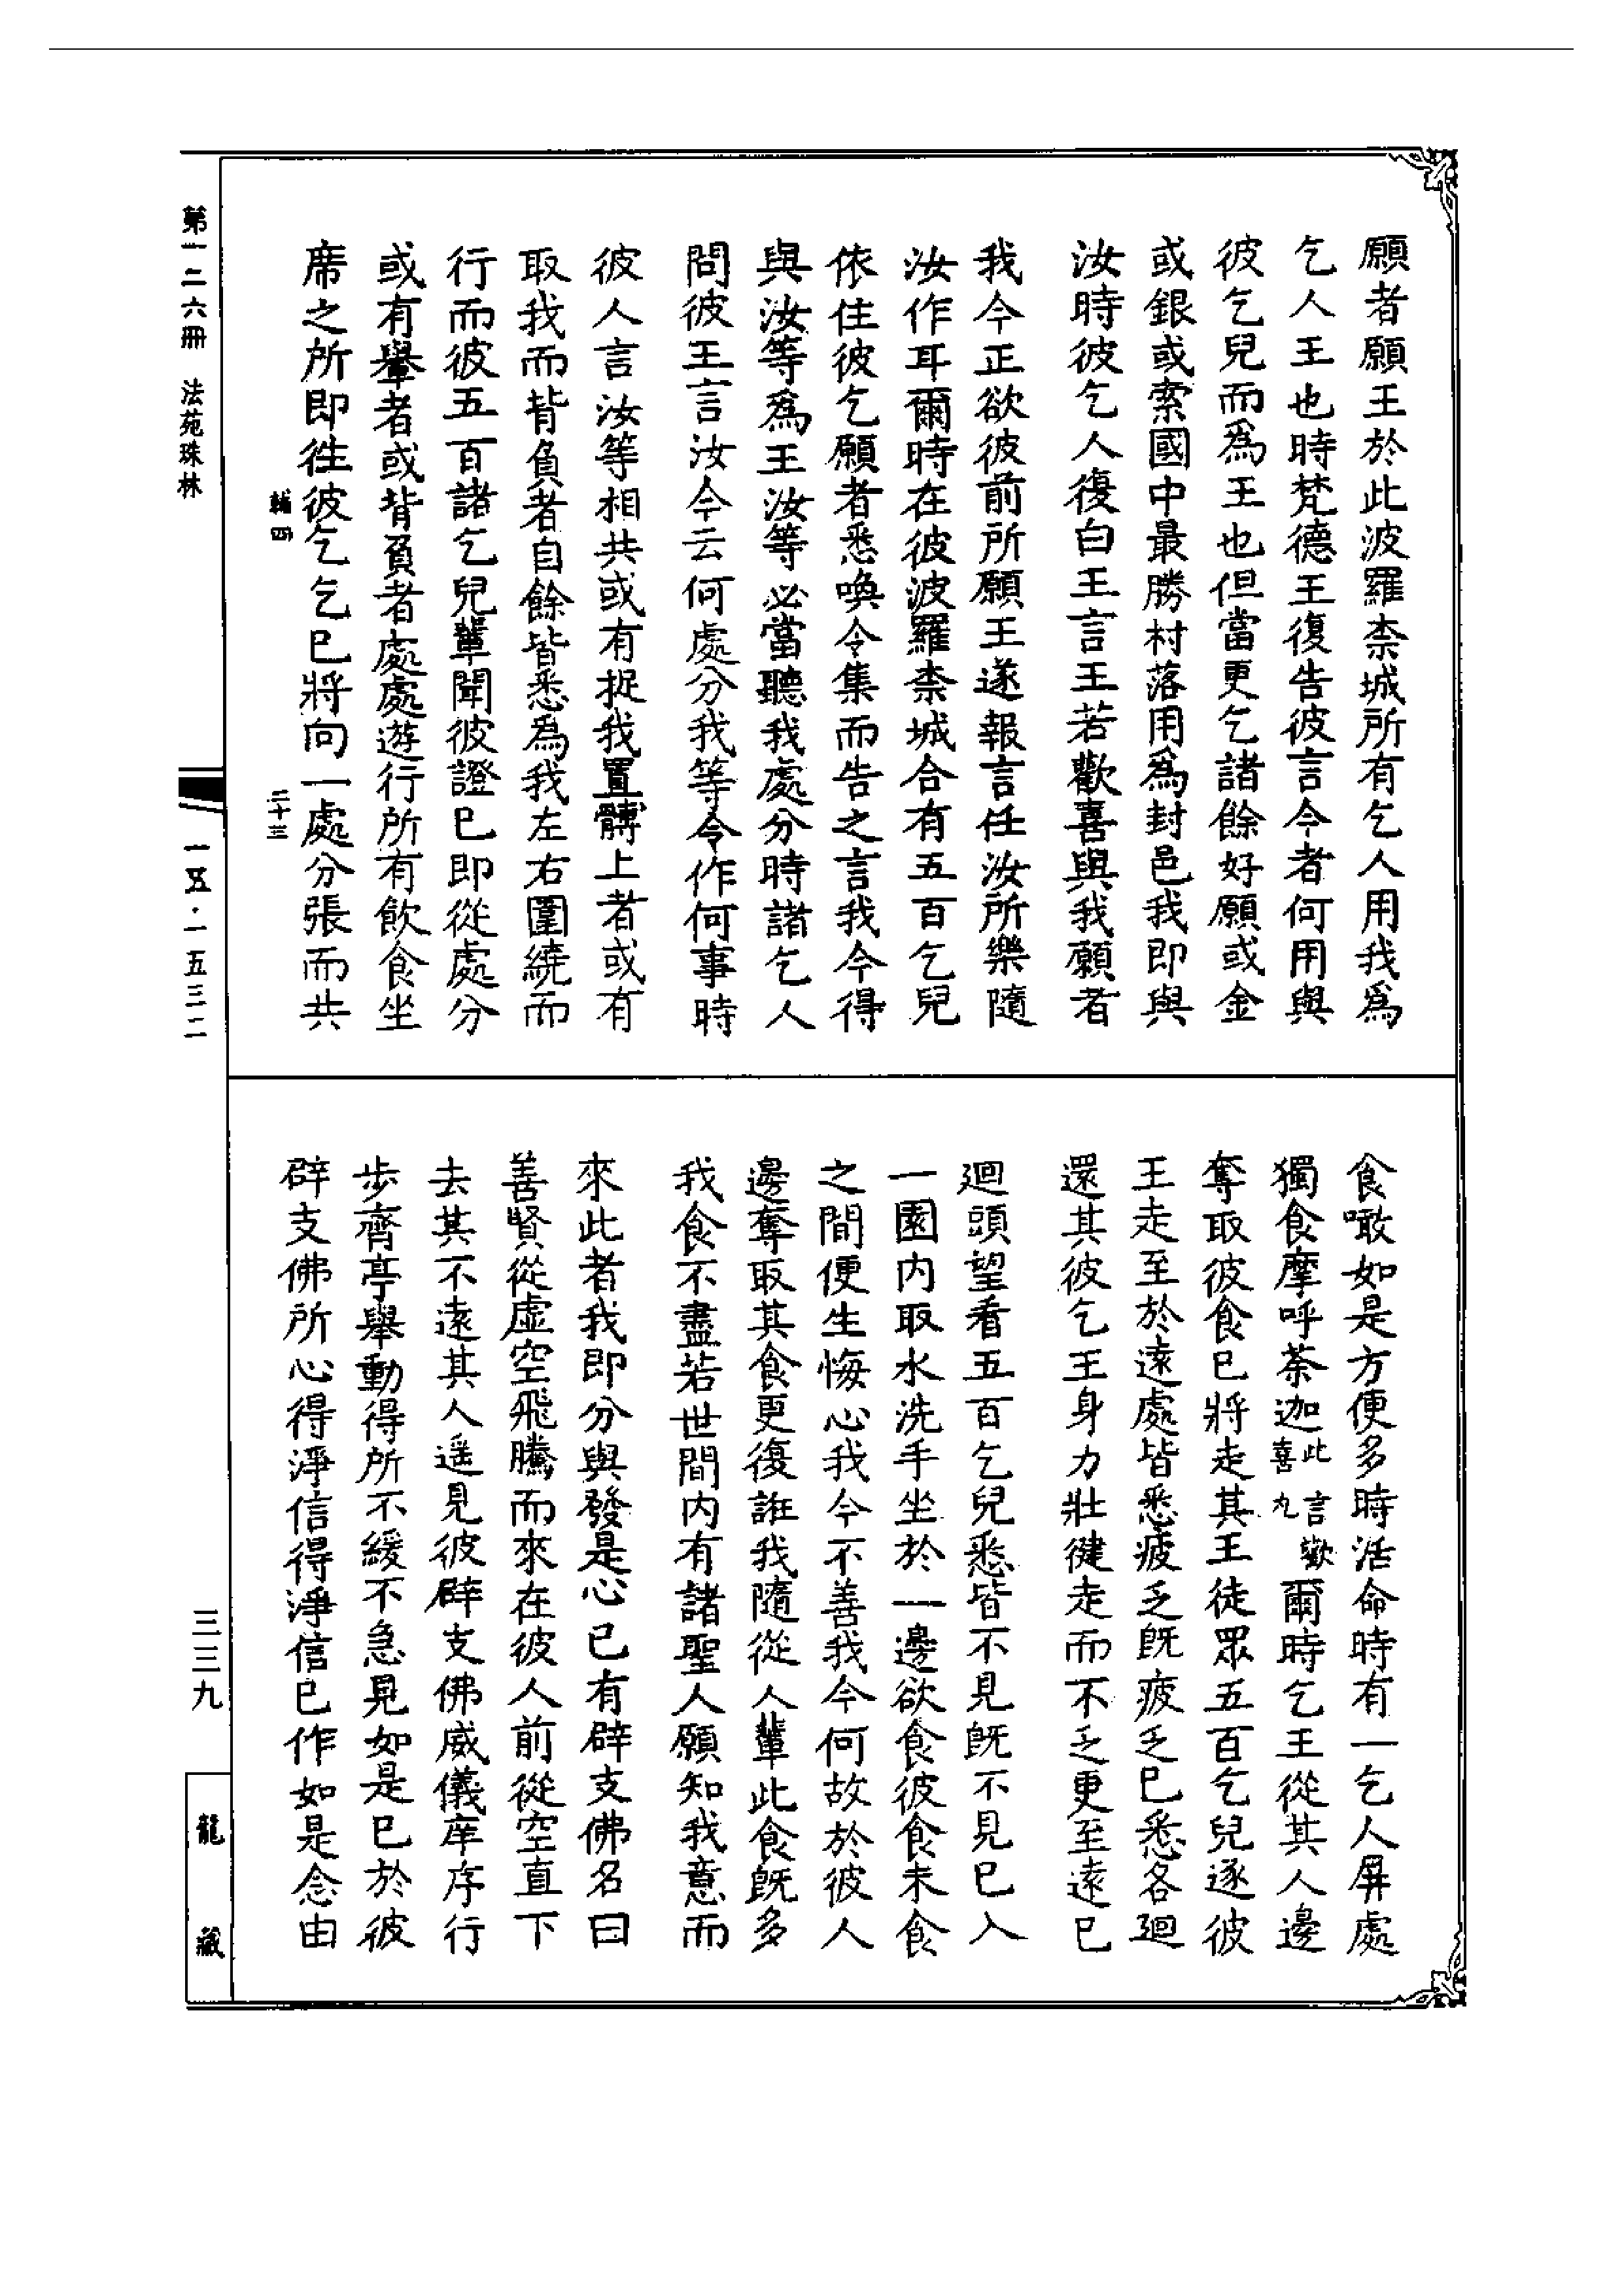 願者願王於此波羅柰城所有乞人用我爲
乞人王也時梵德王復告彼言今者何用與
彼乞兒而爲王也但當更乞諸餘好願或金
或銀或索國中最勝村落用爲封邑我即與
汝時彼乞人復白王言王若歡喜與我願者
我今正欲彼前所願王遂報言任汝所樂隨
汝作耳爾時在彼波羅柰城合有五百乞兒
依住彼乞願者悉喚令集而告之言我今得
與汝等爲王汝等必當聽我處分時諸乞人
問彼王言汝今云何處分我等令作何事時
彼人言汝等相共或有捉我置髆上者或有
取我而背負者自餘皆悉為我左右圍繞而
行而彼五百諸乞兒輩聞彼證已即從處分
或有轝者或背負者處處遊行所有飲食坐
席之所即往彼乞乞已將向一處分張而共
輔四
二十三
食噉如是方便多時活命時有一乞人屏處
獨食摩呼荼迦此言歡喜丸爾時乞王從其人邊
奪取彼食已將走其王徒眾五百乞兒逐彼
王走至於遠處皆悉疲乏旣疲乏已悉各迴
還其彼乞王身力壯健走而不乏更至遠已
迴頭望看五百乞兒悉皆不見旣不見已入
一園内取水洗手坐於一邊欲食彼食未食
之間便生悔心我今不善我今何故於彼人
邊奪取其食更復誑我隨從人輩此食旣多
我食不盡若世間内有諸聖人願知我意而
來此者我即分與發是心已有辟支佛名曰
善賢從虛空飛騰而來在彼人前從空直下
去其不遠其人遥見彼辟支佛威儀庠序行
步齊亭舉動得所不緩不急見如是已於彼
辟支佛所心得淨信得淨信已作如是念由
第一二六冊　法苑珠林
一五五·一五三二
三三九
龍藏